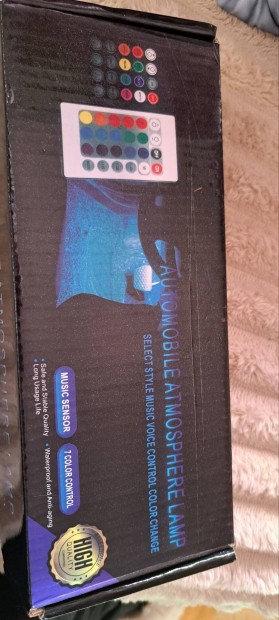 AUTOMOBILE ATMOSPHERE LAMP
SELECT STYLE MUSIC VOICE CONTROL COLOR CHANGE
MUSIC SENSOR
7 COLOR CONTROL
• Safe and Stable Quality
• Waterproof and Anti-aging
• Long Usage Life
HIGH
QUALITY